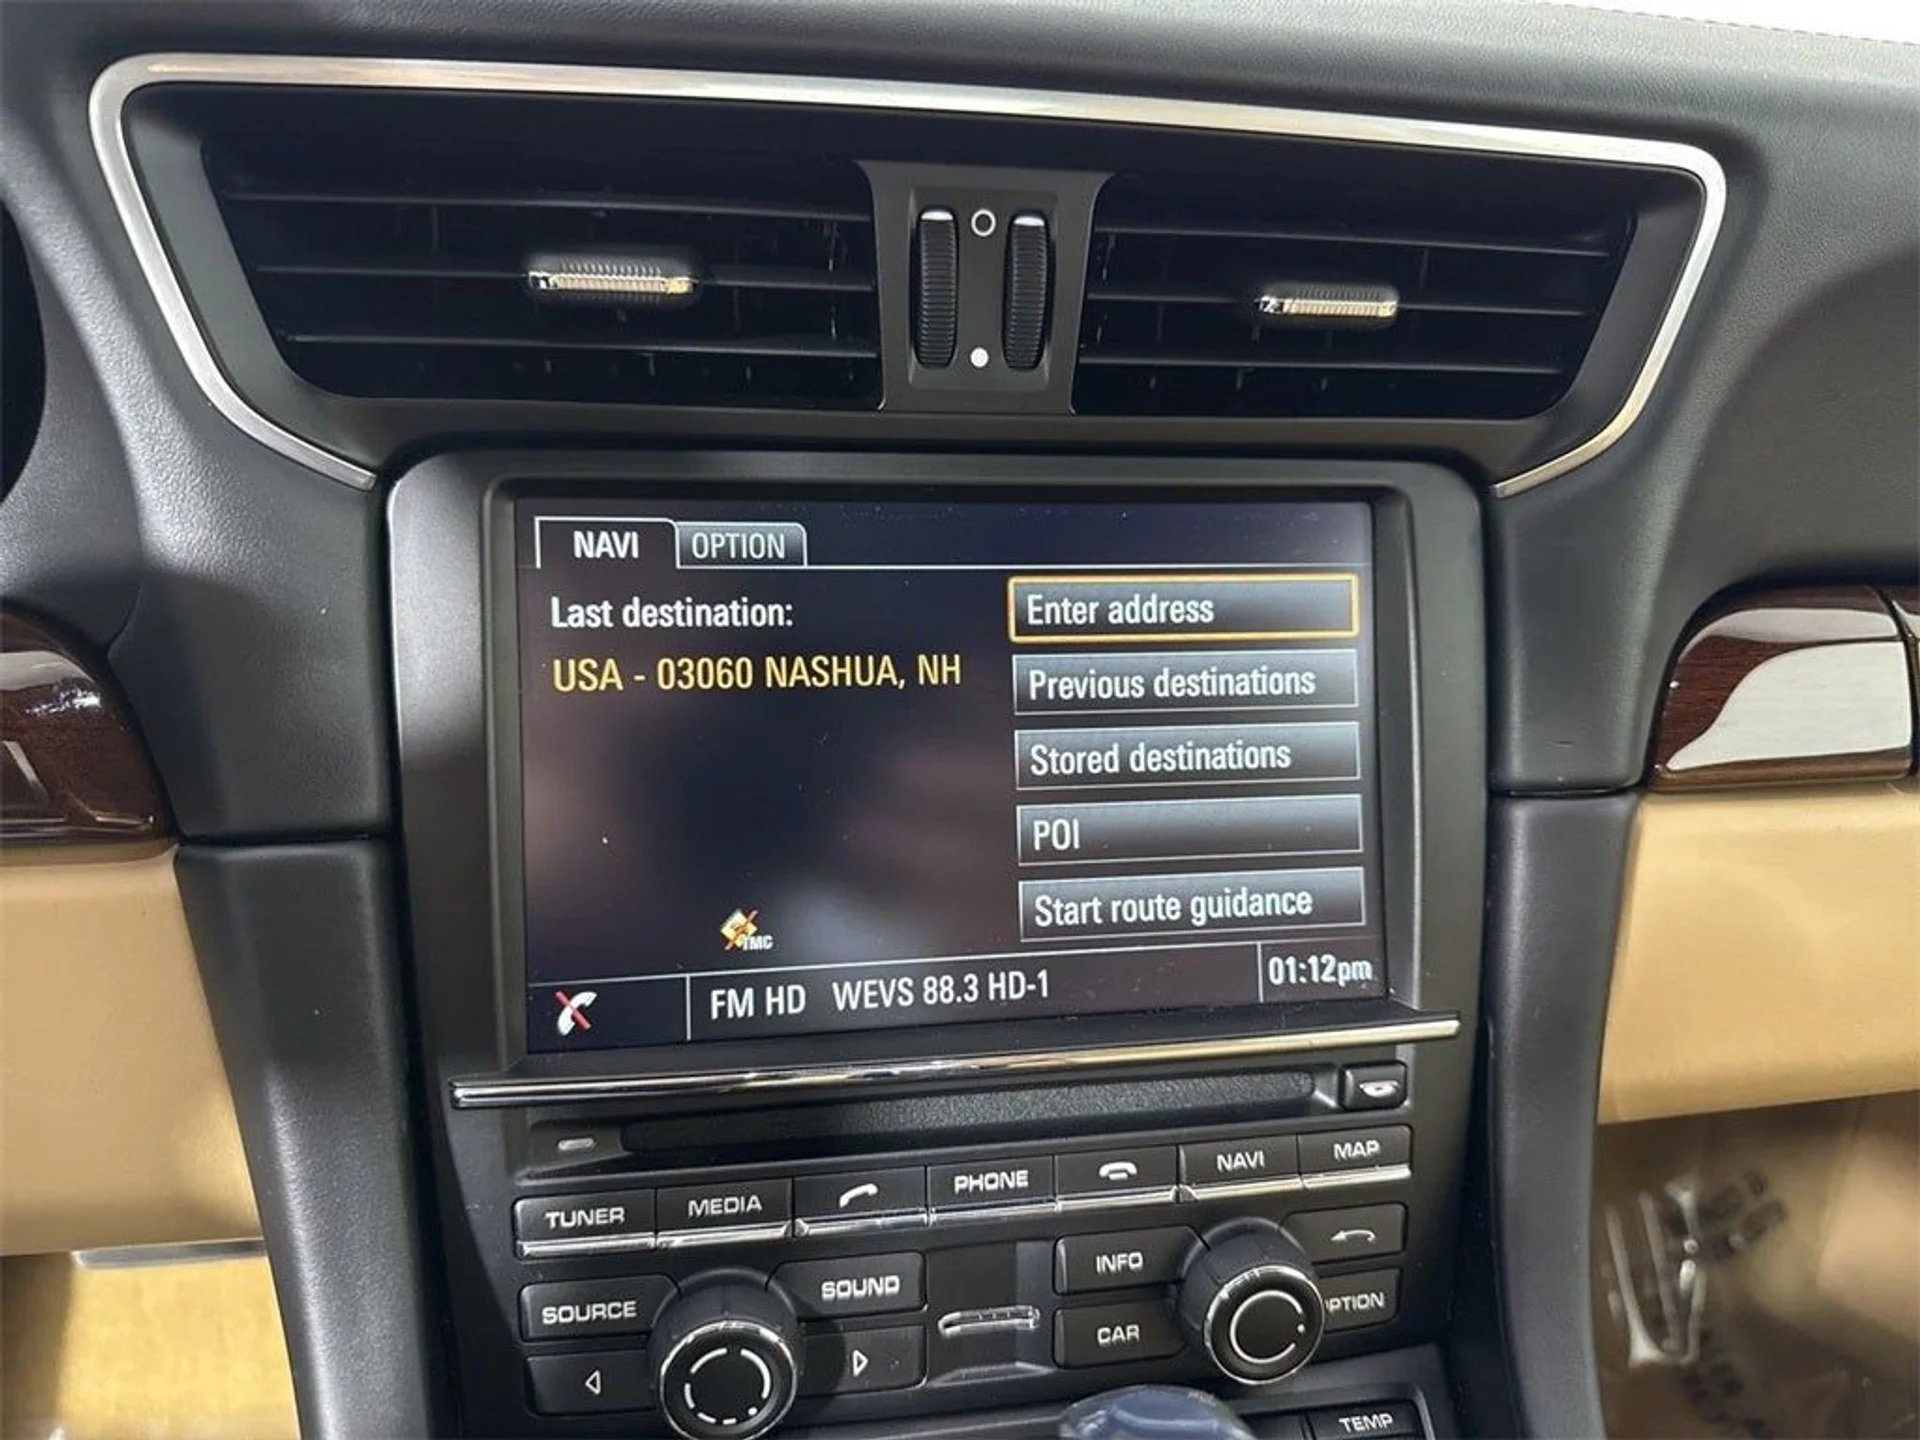 NAVI OPTION
Last destination:
USA - 03060 NASHUA, NH
Enter address
Previous destinations
Stored destinations
POI
Start route guidance
TMC
FM HD WEVS 88.3 HD-1
01:12pm
TUNER MEDIA PHONE NAVI MAP
SOURCE SOUND INFO
CAR
TEMP